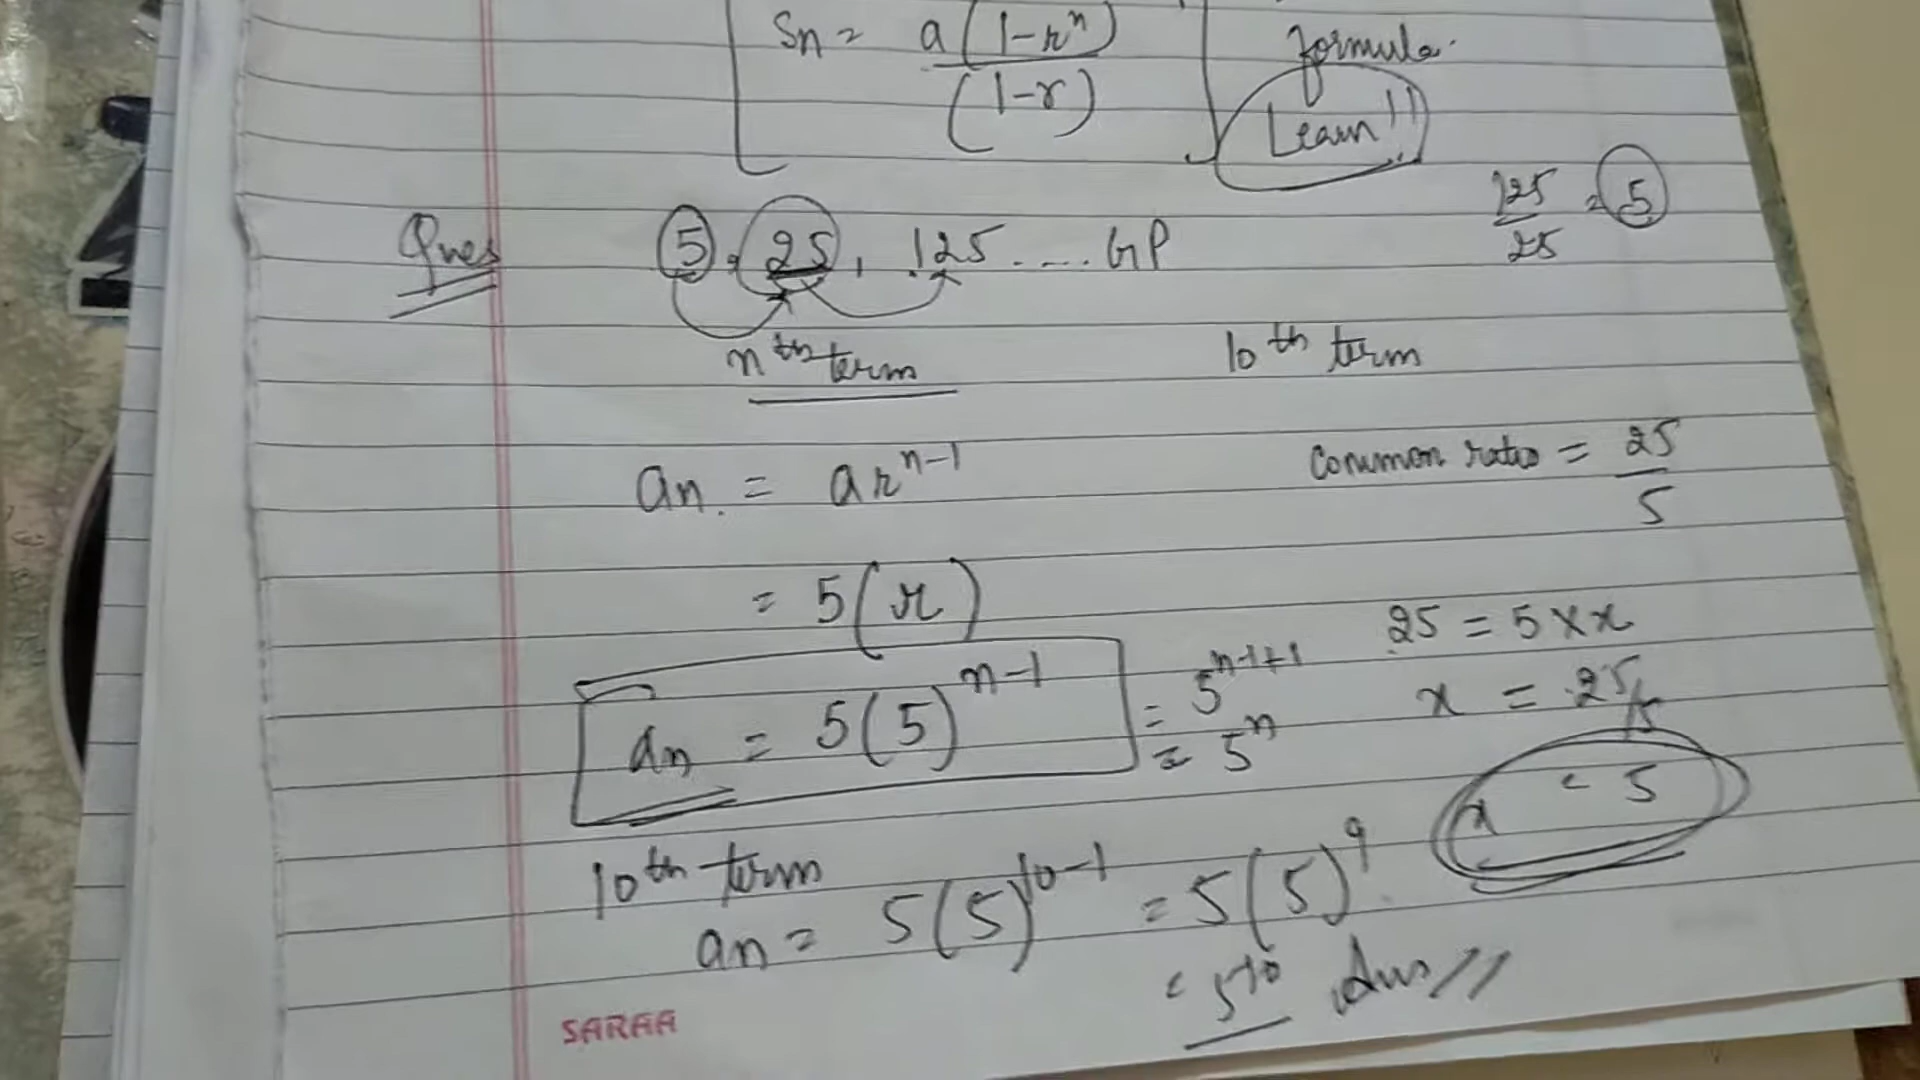 Sn = a(1-r^n)
(1-r)
formula.
Learn!!
125 = 5
25
Ques 5, 25, 125 .... GP
nth term 10th term
an = ar^n-1
Common ratio = 25
5
= 5(r)
25 = 5 x x
an = 5(5)^n-1 = 5^n-1+1
= 5^n
x = 25/5
x = 5
10th term
an = 5(5)^10-1 = 5(5)^9
= 5^10 Ans //
SARAA